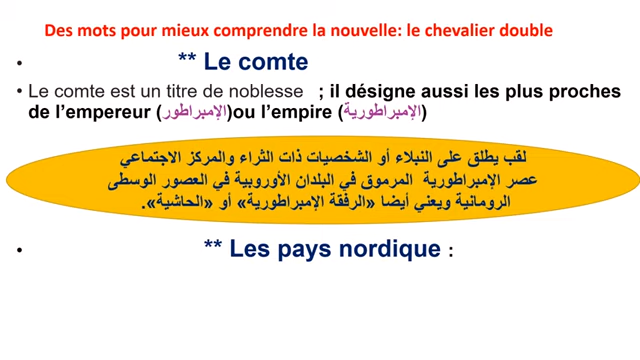 Des mots pour mieux comprendre la nouvelle: le chevalier double
• ** Le comte
• Le comte est un titre de noblesse ; il désigne aussi les plus proches
de l'empereur (الإمبراطور)ou l'empire (الإمبراطورية)
لقب يطلق على النبلاء أو الشخصيات ذات الثراء والمركز الاجتماعي
المرموق في البلدان الأوروبية في العصور الوسطى عصر الإمبراطورية
الرومانية ويعني أيضا «الرفقة الإمبراطورية» أو «الحاشية».
• ** Les pays nordique :